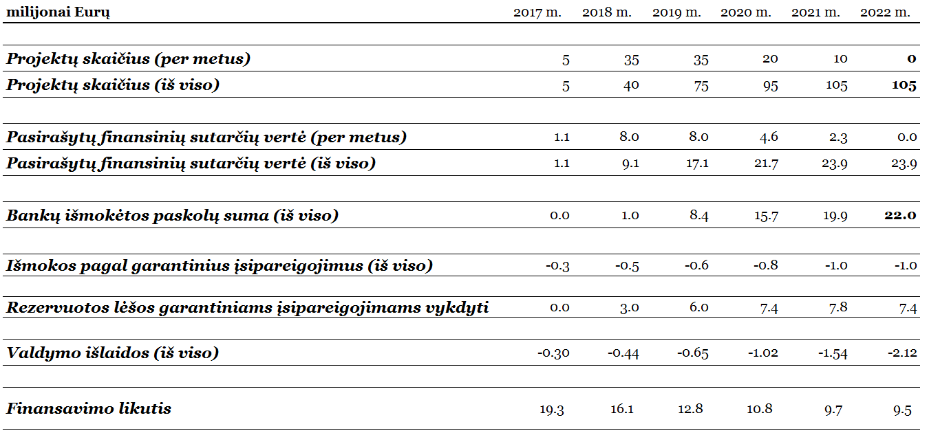 milijonai Eurų 2017 m. 2018 m. 2019 m. 2020 m. 2021 m. 2022 m.
Projektų skaičius (per metus) 5 35 35 20 10 0
Projektų skaičius (iš viso) 5 40 75 95 105 105
Pasirašytų finansinių sutarčių vertė (per metus) 1.1 8.0 8.0 4.6 2.3 0.0
Pasirašytų finansinių sutarčių vertė (iš viso) 1.1 9.1 17.1 21.7 23.9 23.9
Bankų išmokėtos paskolų suma (iš viso) 0.0 1.0 8.4 15.7 19.9 22.0
Išmokos pagal garantinius įsipareigojimus (iš viso) -0.3 -0.5 -0.6 -0.8 -1.0 -1.0
Rezervuotos lėšos garantiniams įsipareigojimams vykdyti 0.0 3.0 6.0 7.4 7.8 7.4
Valdymo išlaidos (iš viso) -0.30 -0.44 -0.65 -1.02 -1.54 -2.12
Finansavimo likutis 19.3 16.1 12.8 10.8 9.7 9.5